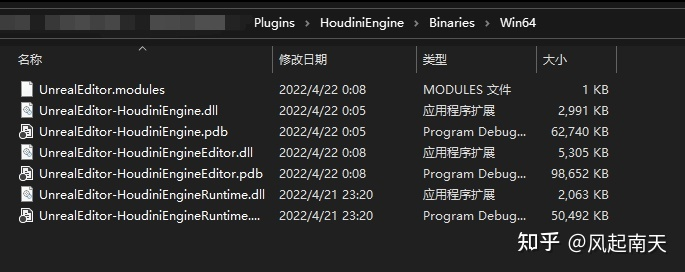 Plugins > HoudiniEngine > Binaries > Win64
名称 修改日期 类型 大小
UnrealEditor.modules 2022/4/22 0:08 MODULES 文件 1 KB
UnrealEditor-HoudiniEngine.dll 2022/4/22 0:05 应用程序扩展 2,991 KB
UnrealEditor-HoudiniEngine.pdb 2022/4/22 0:05 Program Debug... 62,740 KB
UnrealEditor-HoudiniEngineEditor.dll 2022/4/22 0:08 应用程序扩展 5,305 KB
UnrealEditor-HoudiniEngineEditor.pdb 2022/4/22 0:08 Program Debug... 98,652 KB
UnrealEditor-HoudiniEngineRuntime.dll 2022/4/21 23:20 应用程序扩展 2,063 KB
UnrealEditor-HoudiniEngineRuntime.... 2022/4/21 23:20 Program Debug... 50,492 KB
知乎 @风起南天